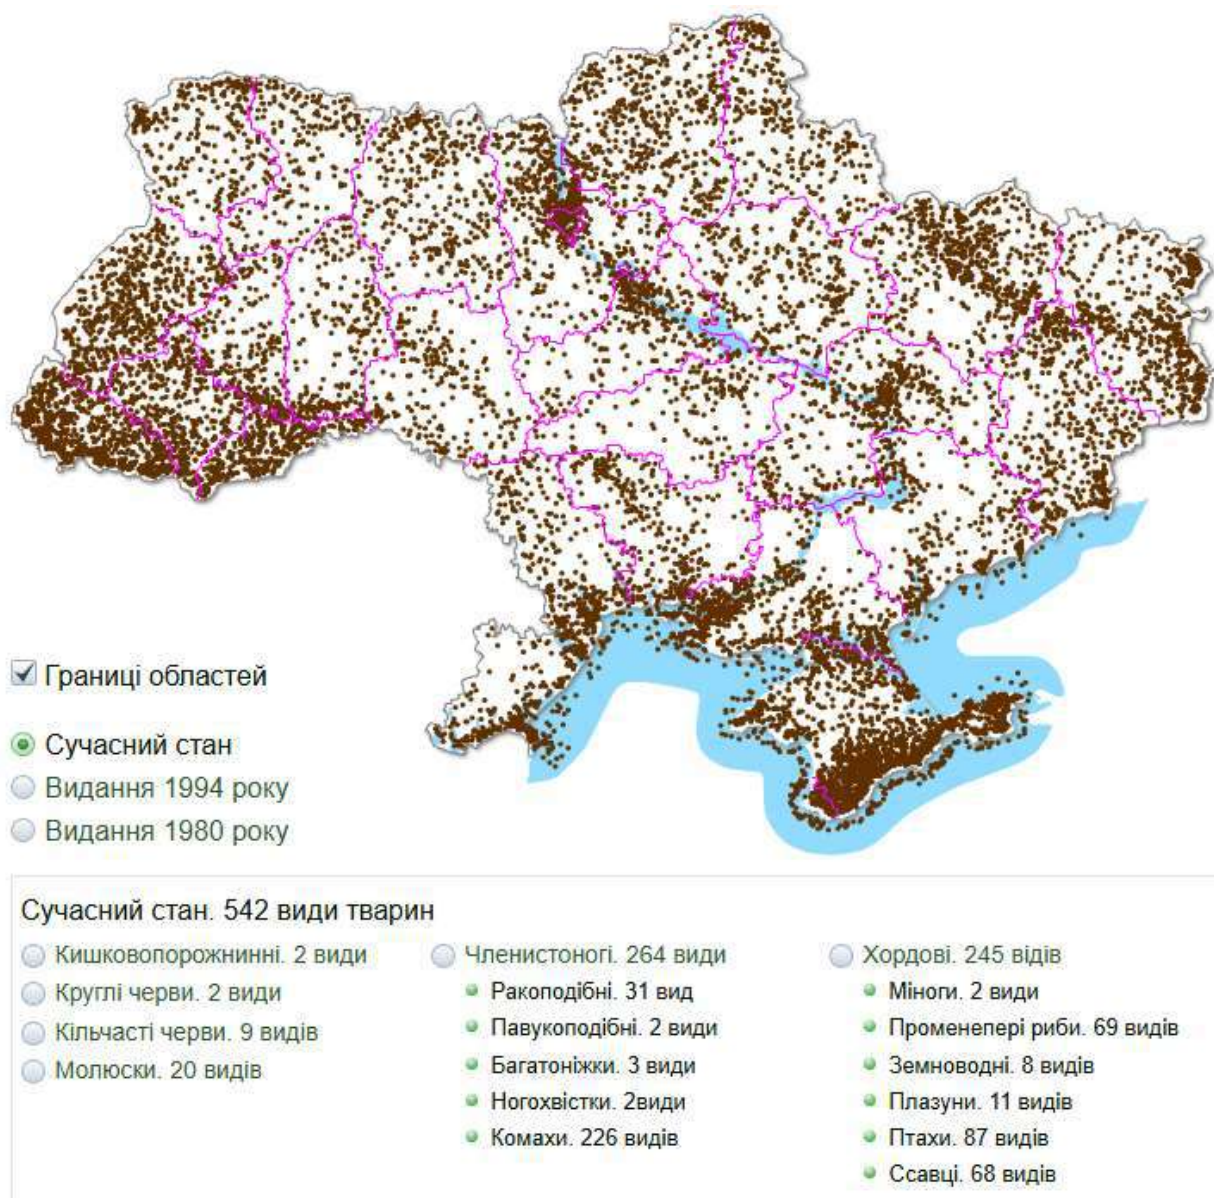 Границі областей
Сучасний стан
Видання 1994 року
Видання 1980 року
Сучасний стан. 542 види тварин
Кишковопорожнинні. 2 види
Круглі черви. 2 види
Кільчасті черви. 9 видів
Молюски. 20 видів
Членистоногі. 264 види
Ракоподібні. 31 вид
Павукоподібні. 2 види
Багатоніжки. 3 види
Ногохвістки. 2види
Комахи. 226 видів
Хордові. 245 відів
Міноги. 2 види
Променепері риби. 69 видів
Земноводні. 8 видів
Плазуни. 11 видів
Птахи. 87 видів
Ссавці. 68 видів